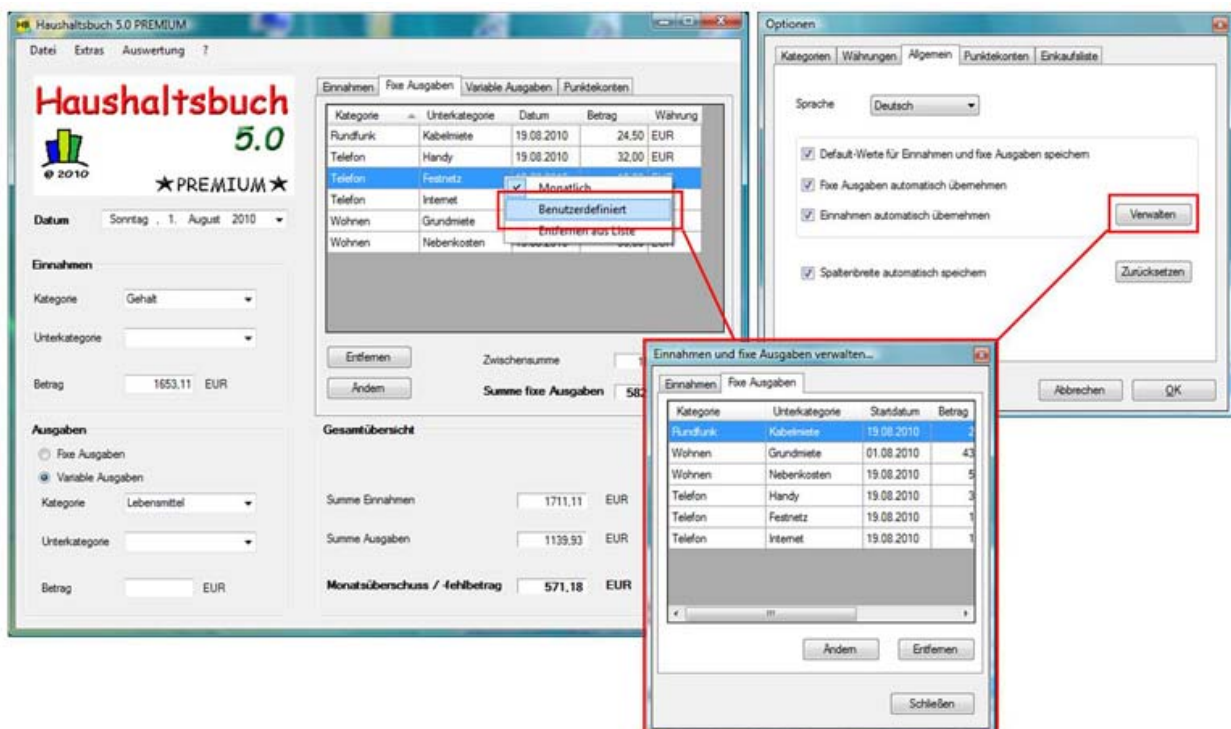 Haushaltsbuch 5.0 PREMIUM
Datei Extras Auswertung ?
Haushaltsbuch
5.0
© 2010
★PREMIUM★
Datum Sonntag , 1. August 2010
Einnahmen
Kategorie Gehalt
Unterkategorie
Betrag 1653,11 EUR
Ausgaben
Fixe Ausgaben
Variable Ausgaben
Kategorie Lebensmittel
Unterkategorie
Betrag EUR
Einnahmen Fixe Ausgaben Variable Ausgaben Punktekonten
Kategorie Unterkategorie Datum Betrag Währung
Rundfunk Kabelmiete 19.08.2010 24,50 EUR
Telefon Handy 19.08.2010 32,00 EUR
Telefon Festnetz
Telefon Internet
Wohnen Grundmiete
Wohnen Nebenkosten
Monatlich
Benutzerdefiniert
Entfernen aus Liste
Entfernen Zwischensumme
Ändern Summe fixe Ausgaben 582
Gesamtübersicht
Summe Einnahmen 1711,11 EUR
Summe Ausgaben 1139,93 EUR
Monatsüberschuss / -fehlbetrag 571,18 EUR
Optionen
Kategorien Währungen Allgemein Punktekonten Einkaufsliste
Sprache Deutsch
Default-Werte für Einnahmen und fixe Ausgaben speichern
Fixe Ausgaben automatisch übernehmen
Einnahmen automatisch übernehmen Verwalten
Spaltenbreite automatisch speichern Zurücksetzen
Abbrechen OK
Einnahmen und fixe Ausgaben verwalten...
Einnahmen Fixe Ausgaben
Kategorie Unterkategorie Startdatum Betrag
Rundfunk Kabelmiete 19.08.2010 2
Wohnen Grundmiete 01.08.2010 43
Wohnen Nebenkosten 19.08.2010 5
Telefon Handy 19.08.2010 3
Telefon Festnetz 19.08.2010 1
Telefon Internet 19.08.2010 1
Ändern Entfernen
Schließen